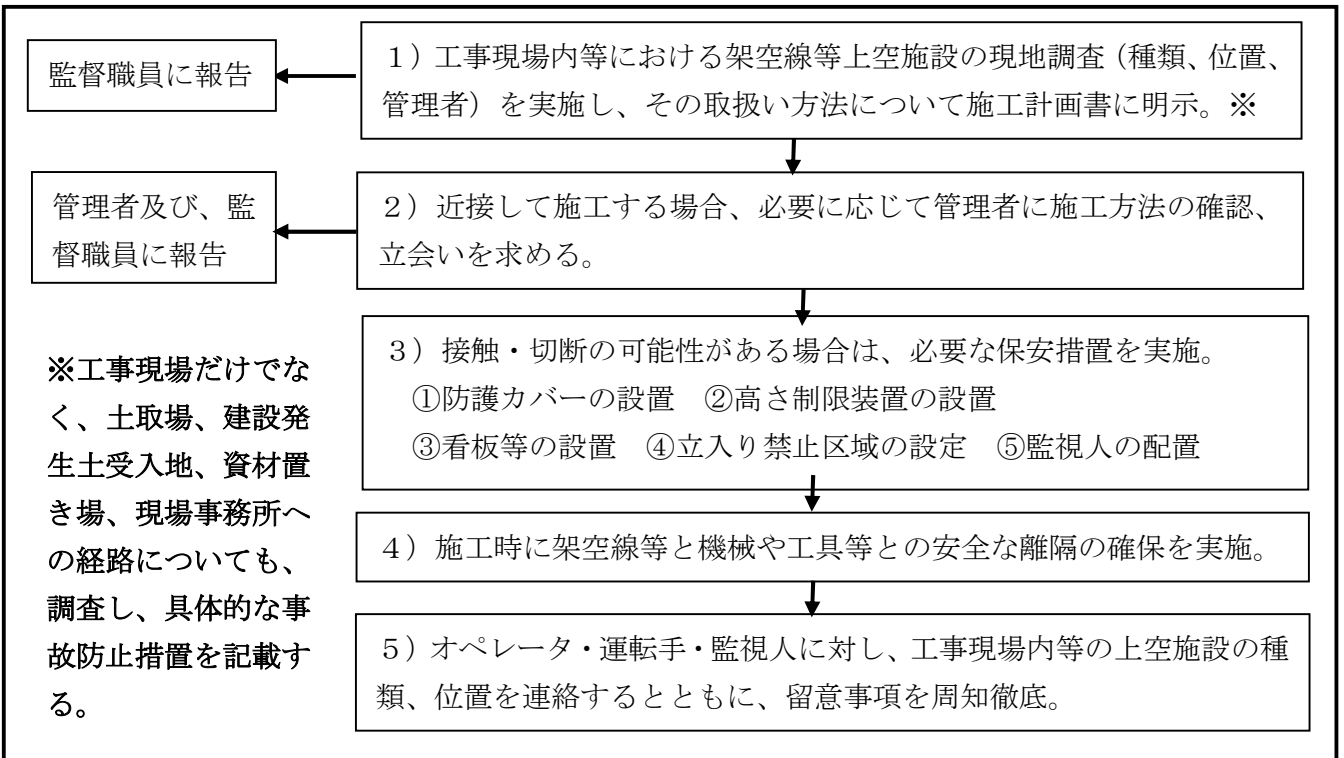 監督職員に報告
1）工事現場内等における架空線等上空施設の現地調査（種類、位置、
管理者）を実施し、その取扱い方法について施工計画書に明示。※
管理者及び、監
督職員に報告
2）近接して施工する場合、必要に応じて管理者に施工方法の確認、
立会いを求める。
3）接触・切断の可能性がある場合は、必要な保安措置を実施。
①防護カバーの設置　②高さ制限装置の設置
③看板等の設置　④立入り禁止区域の設定　⑤監視人の配置
※工事現場だけでな
く、土取場、建設発
生土受入地、資材置
き場、現場事務所へ
の経路についても、
調査し、具体的な事
故防止措置を記載す
る。
4）施工時に架空線等と機械や工具等との安全な離隔の確保を実施。
5）オペレータ・運転手・監視人に対し、工事現場内等の上空施設の種
類、位置を連絡するとともに、留意事項を周知徹底。